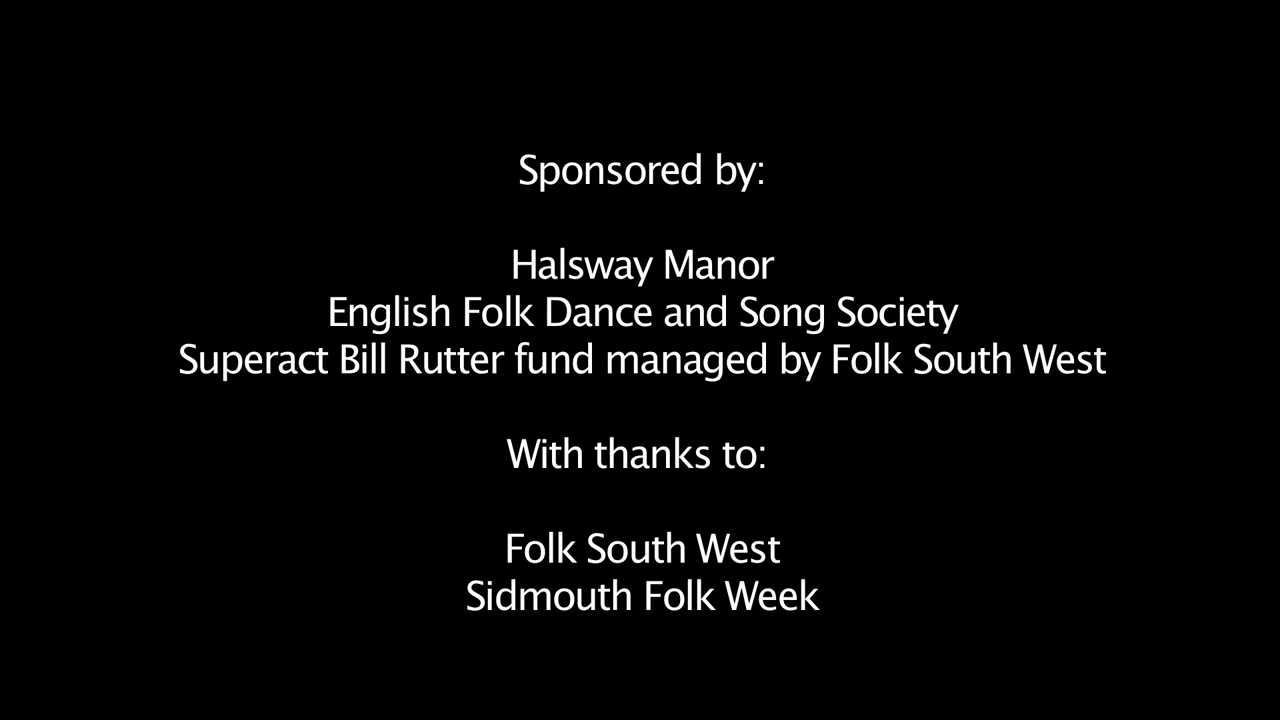 Sponsored by:
Halsway Manor
English Folk Dance and Song Society
Superact Bill Rutter fund managed by Folk South West
With thanks to:
Folk South West
Sidmouth Folk Week